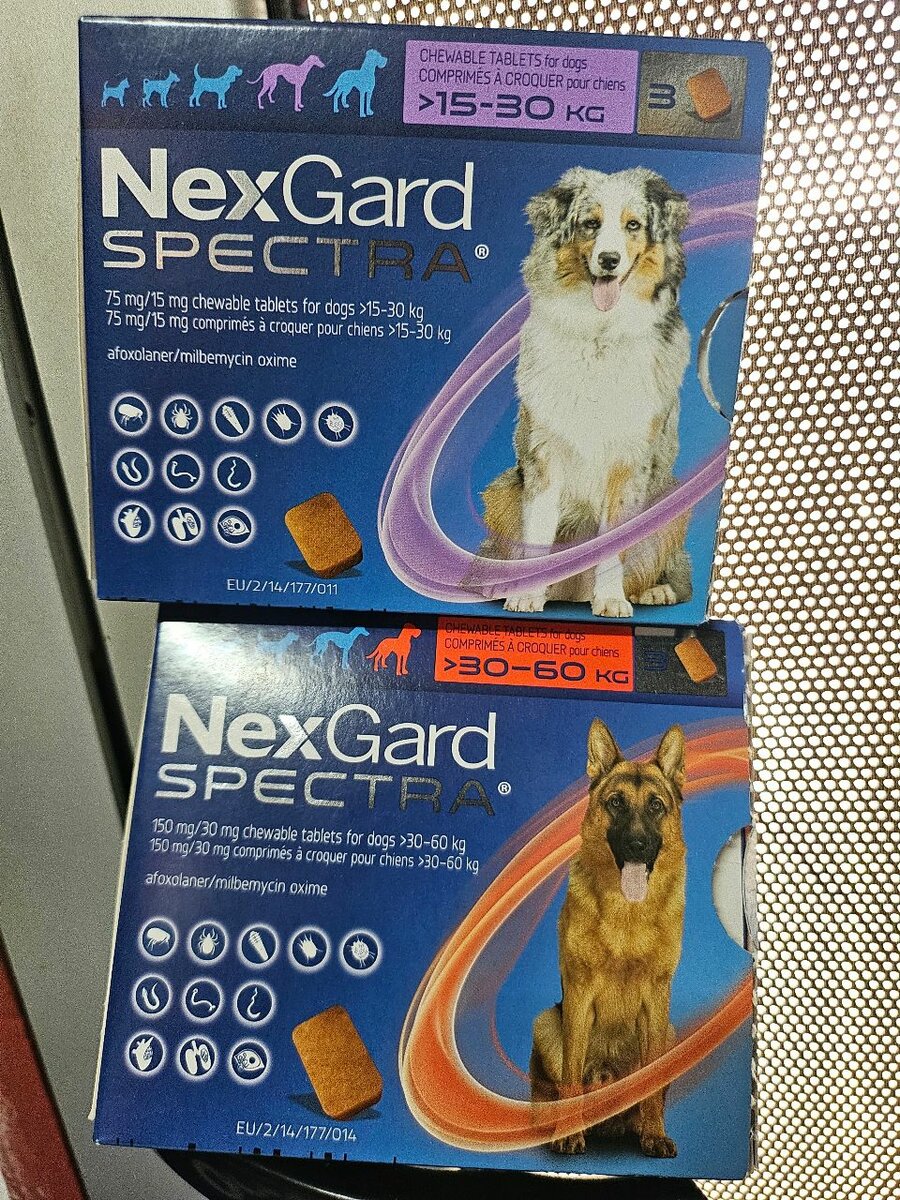 CHEWABLE TABLETS for dogs
COMPRIMÉS À CROQUER pour chiens
>15-30 KG
3
NexGard
SPECTRA®
75 mg/15 mg chewable tablets for dogs >15-30 kg
75 mg/15 mg comprimés à croquer pour chiens >15-30 kg
afoxolaner/milbemycin oxime
EU/2/14/177/011
CHEWABLE TABLETS for dogs
COMPRIMÉS À CROQUER pour chiens
>30-60 KG
3
NexGard
SPECTRA®
150 mg/30 mg chewable tablets for dogs >30-60 kg
150 mg/30 mg comprimés à croquer pour chiens >30-60 kg
afoxolaner/milbemycin oxime
EU/2/14/177/014